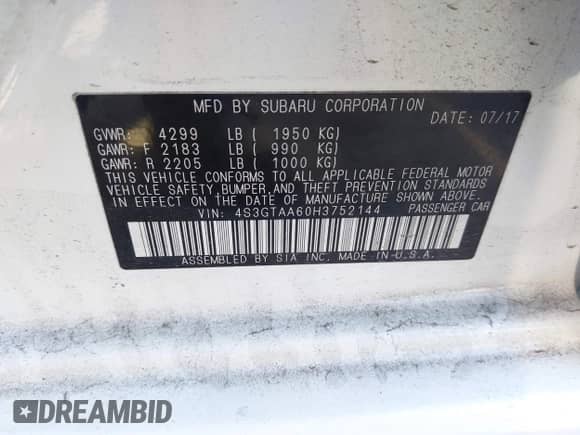 MFD BY SUBARU CORPORATION
DATE: 07/17
GVWR: 4299 LB ( 1950 KG)
GAWR: F 2183 LB ( 990 KG)
GAWR: R 2205 LB ( 1000 KG)
THIS VEHICLE CONFORMS TO ALL APPLICABLE FEDERAL MOTOR
VEHICLE SAFETY, BUMPER, AND THEFT PREVENTION STANDARDS
IN EFFECT ON THE DATE OF MANUFACTURE SHOWN ABOVE.
VIN: 4S3GTAA60H3752144 PASSENGER CAR
ASSEMBLED BY SIA INC. IN U.S.A.
DREAMBID